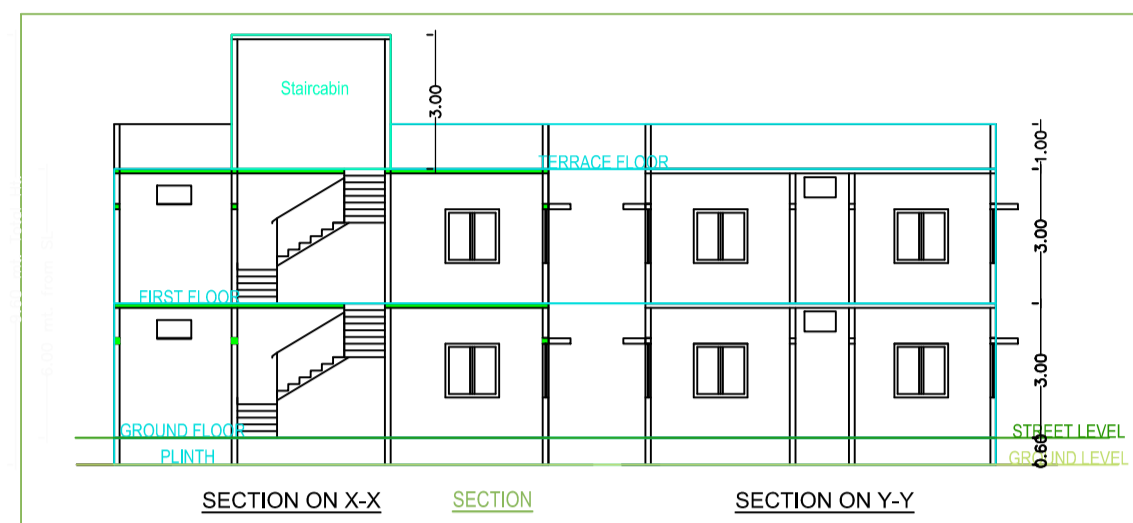 Staircabin
3.00
TERRACE FLOOR
1.00
3.00
FIRST FLOOR
3.00
GROUND FLOOR
STREET LEVEL
PLINTH
0.60
GROUND LEVEL
SECTION ON X-X
SECTION
SECTION ON Y-Y